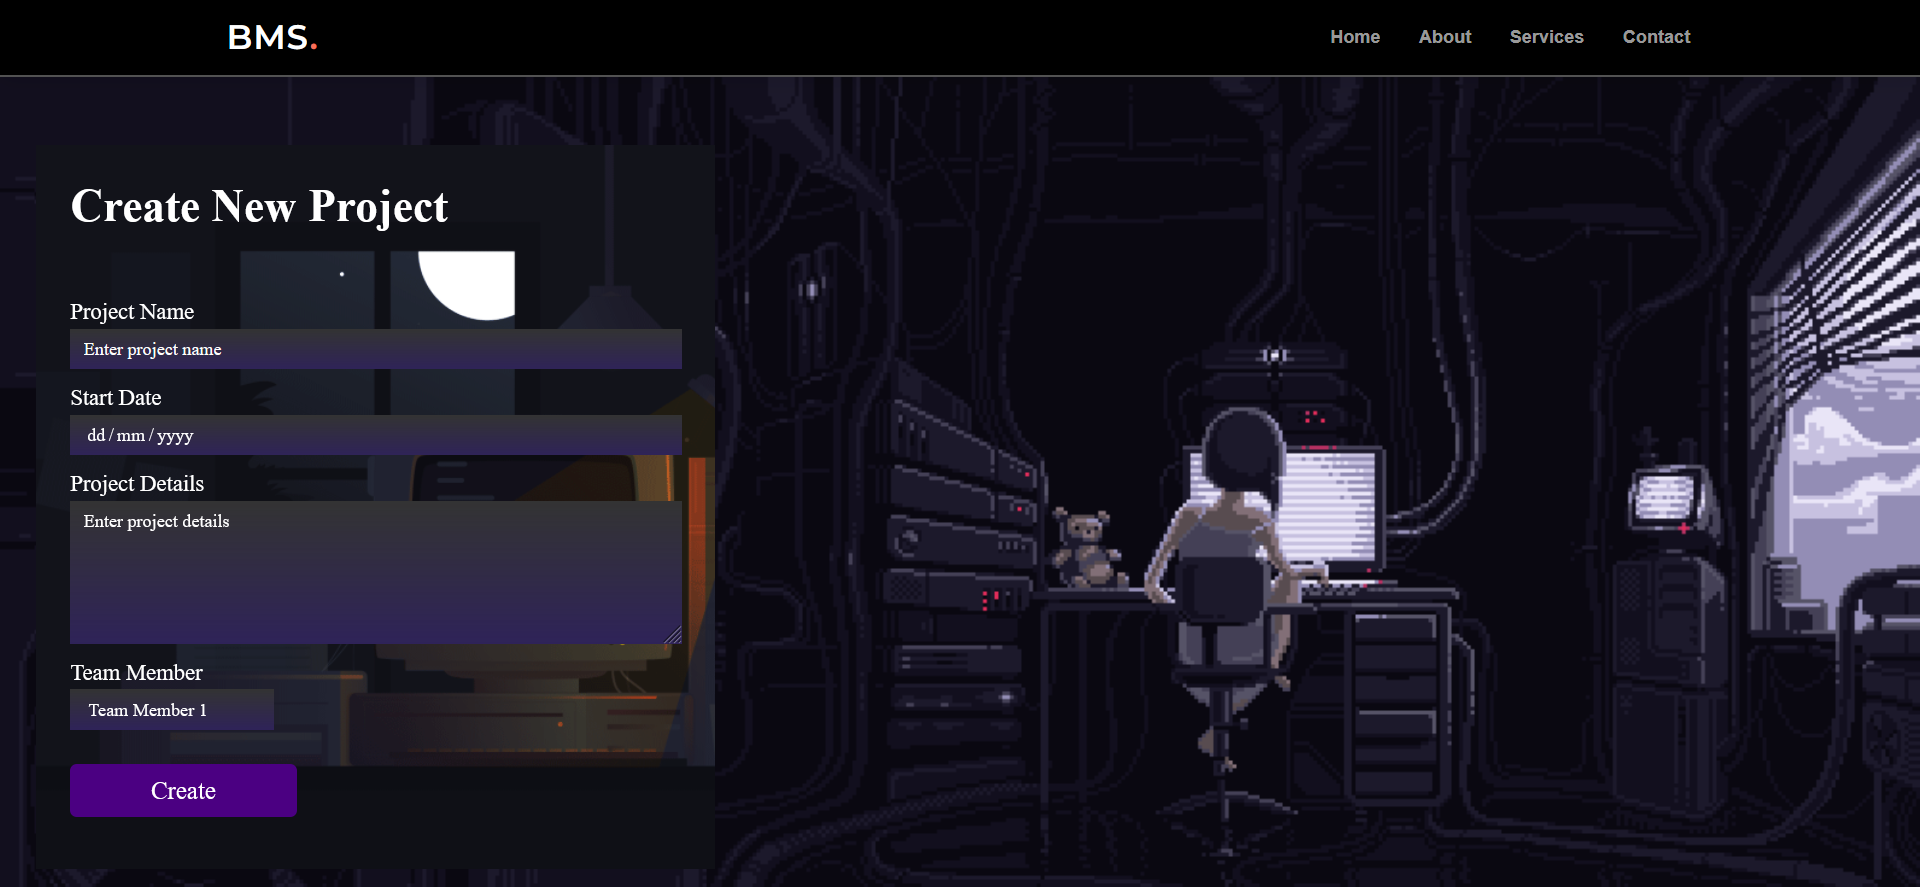 BMS.
Home About Services Contact
Create New Project
Project Name
Enter project name
Start Date
dd / mm / yyyy
Project Details
Enter project details
Team Member
Team Member 1
Create